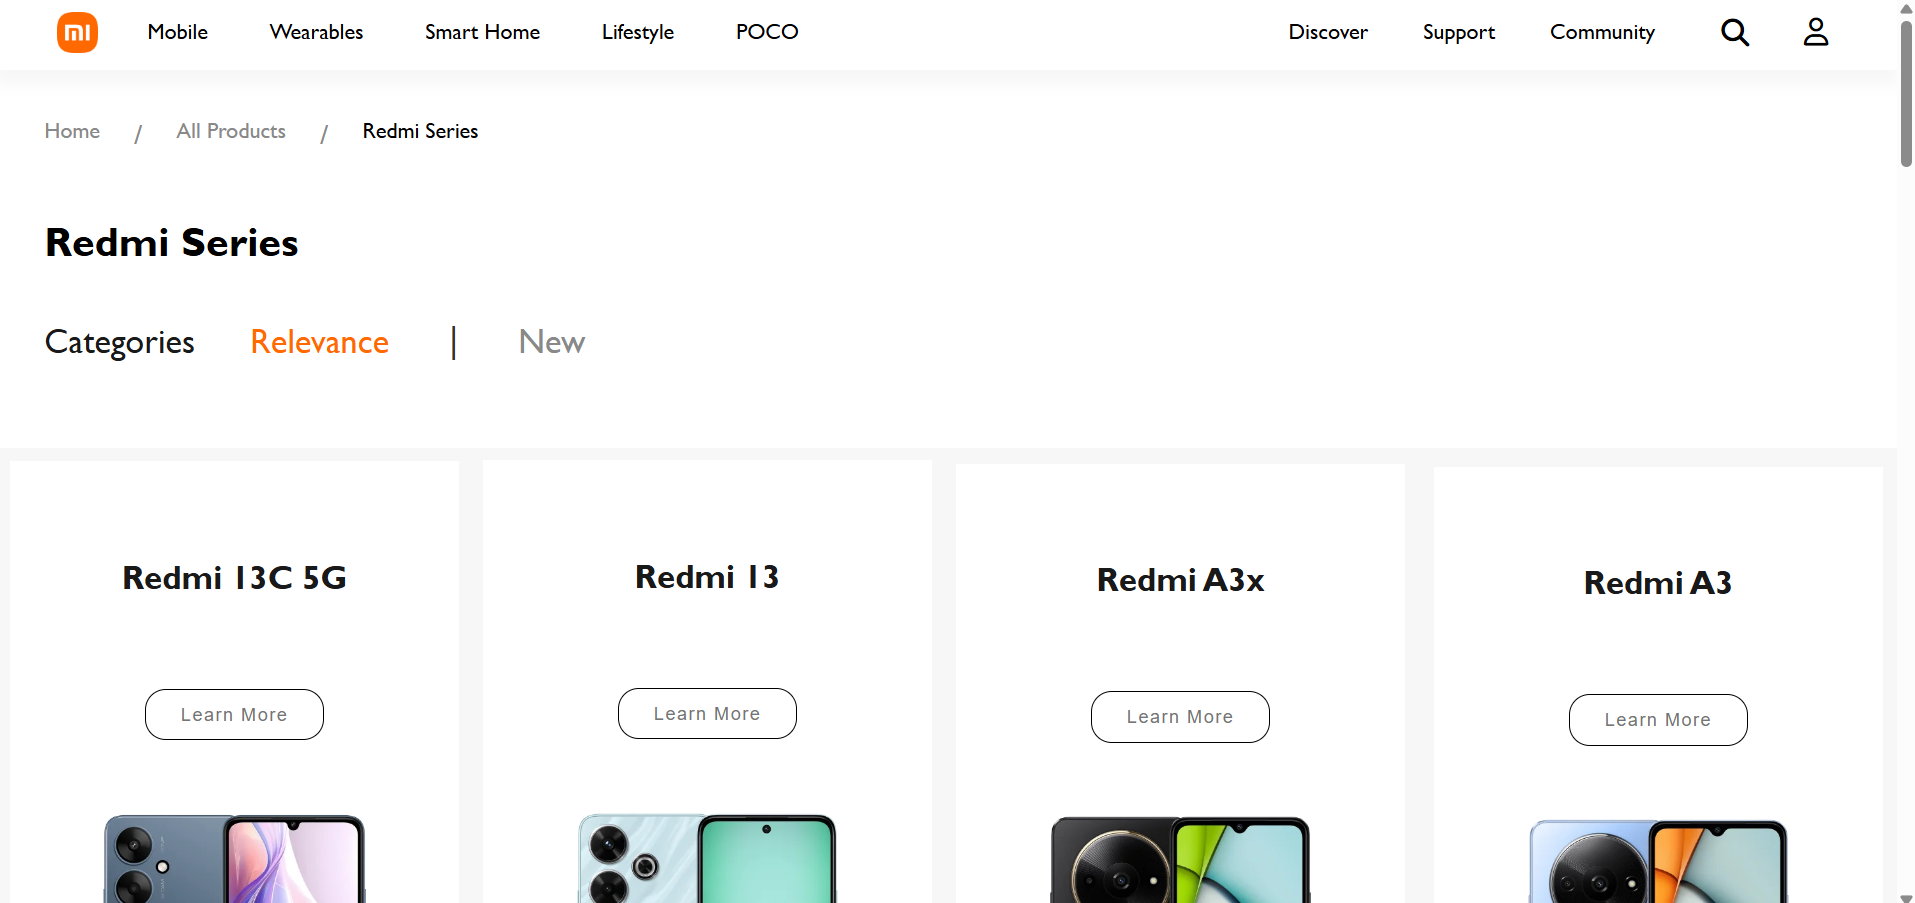 mi Mobile Wearables Smart Home Lifestyle POCO Discover Support Community
Home / All Products / Redmi Series
Redmi Series
Categories Relevance | New
Redmi 13C 5G
Learn More
Redmi 13
Learn More
Redmi A3x
Learn More
Redmi A3
Learn More